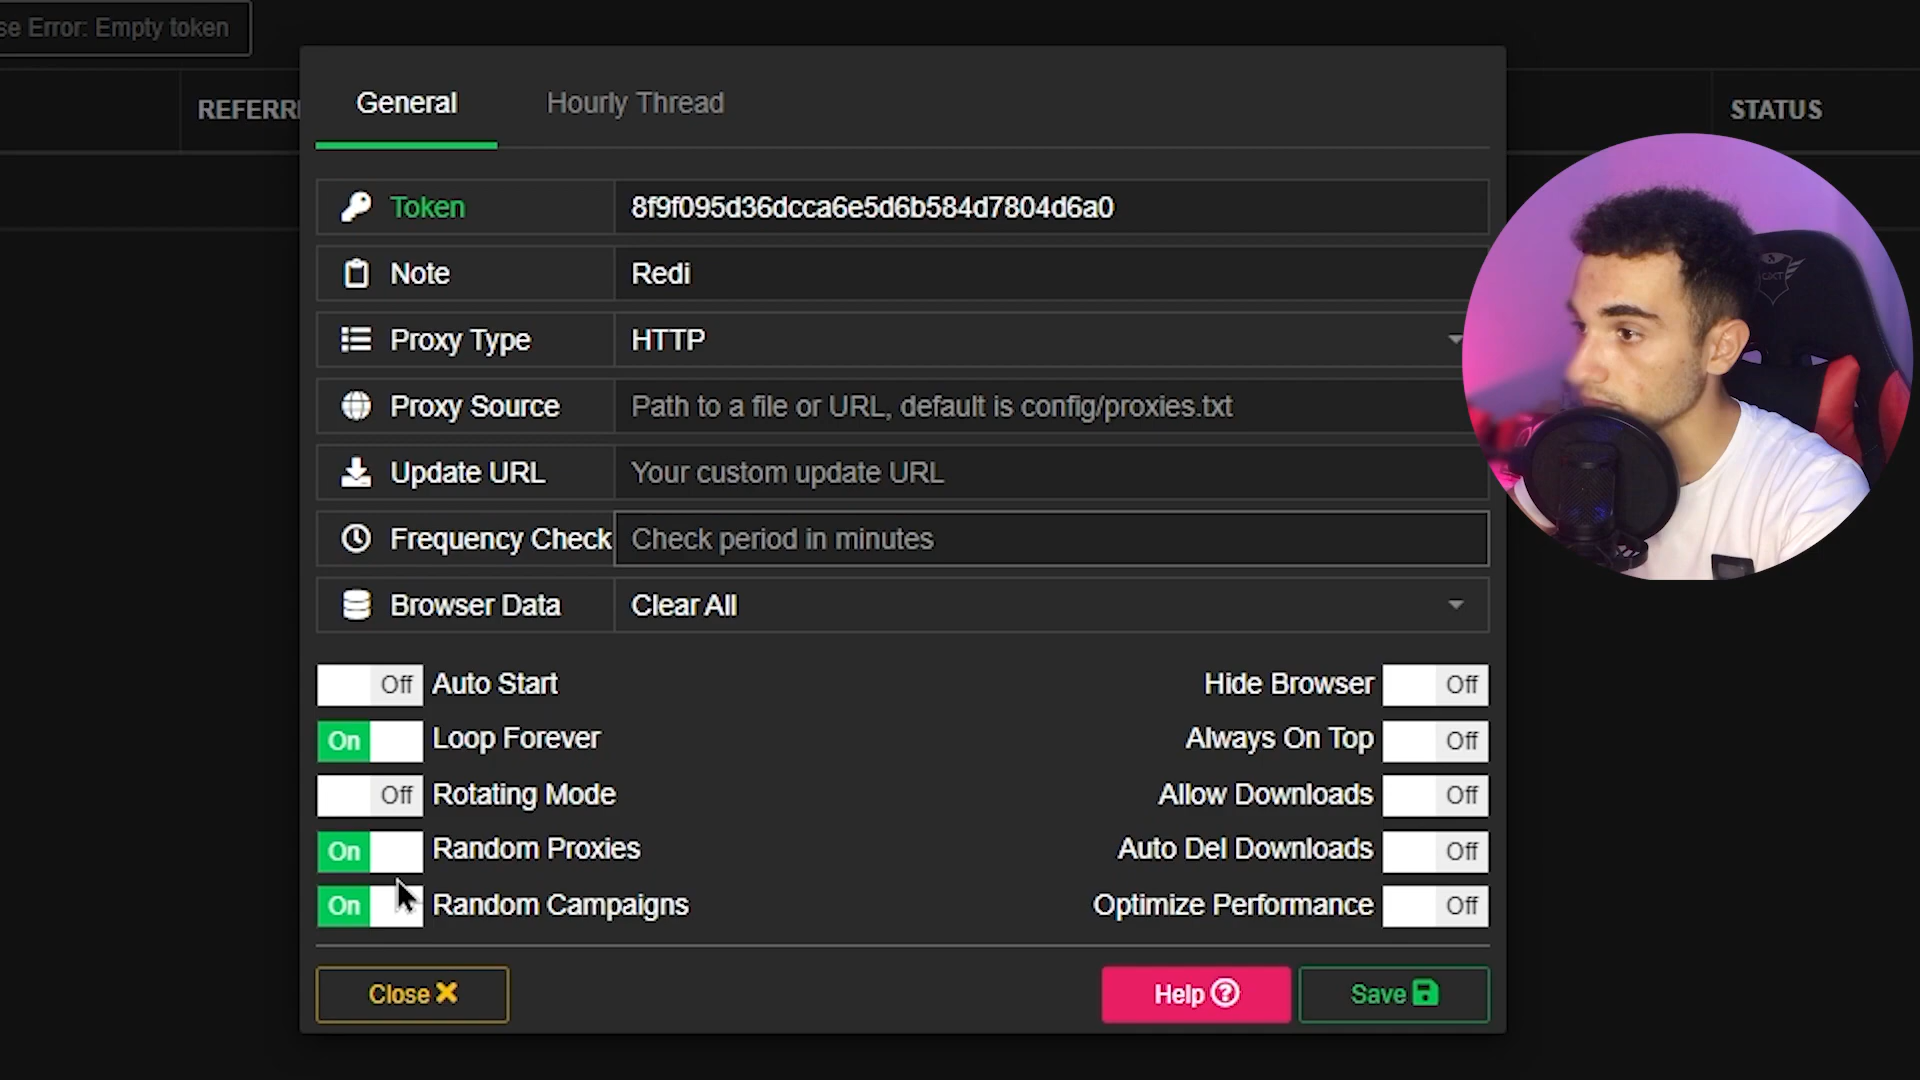 se Error: Empty token
General
Hourly Thread
REFERR
STATUS
Token
8f9f095d36dcca6e5d6b584d7804d6a0
Note
Redi
Proxy Type
HTTP
Proxy Source
Path to a file or URL, default is config/proxies.txt
Update URL
Your custom update URL
Frequency Check
Check period in minutes
Browser Data
Clear All
Off Auto Start
Hide Browser Off
On Loop Forever
Always On Top Off
Off Rotating Mode
Allow Downloads Off
On Random Proxies
Auto Del Downloads Off
On Random Campaigns
Optimize Performance Off
Close
Help
Save